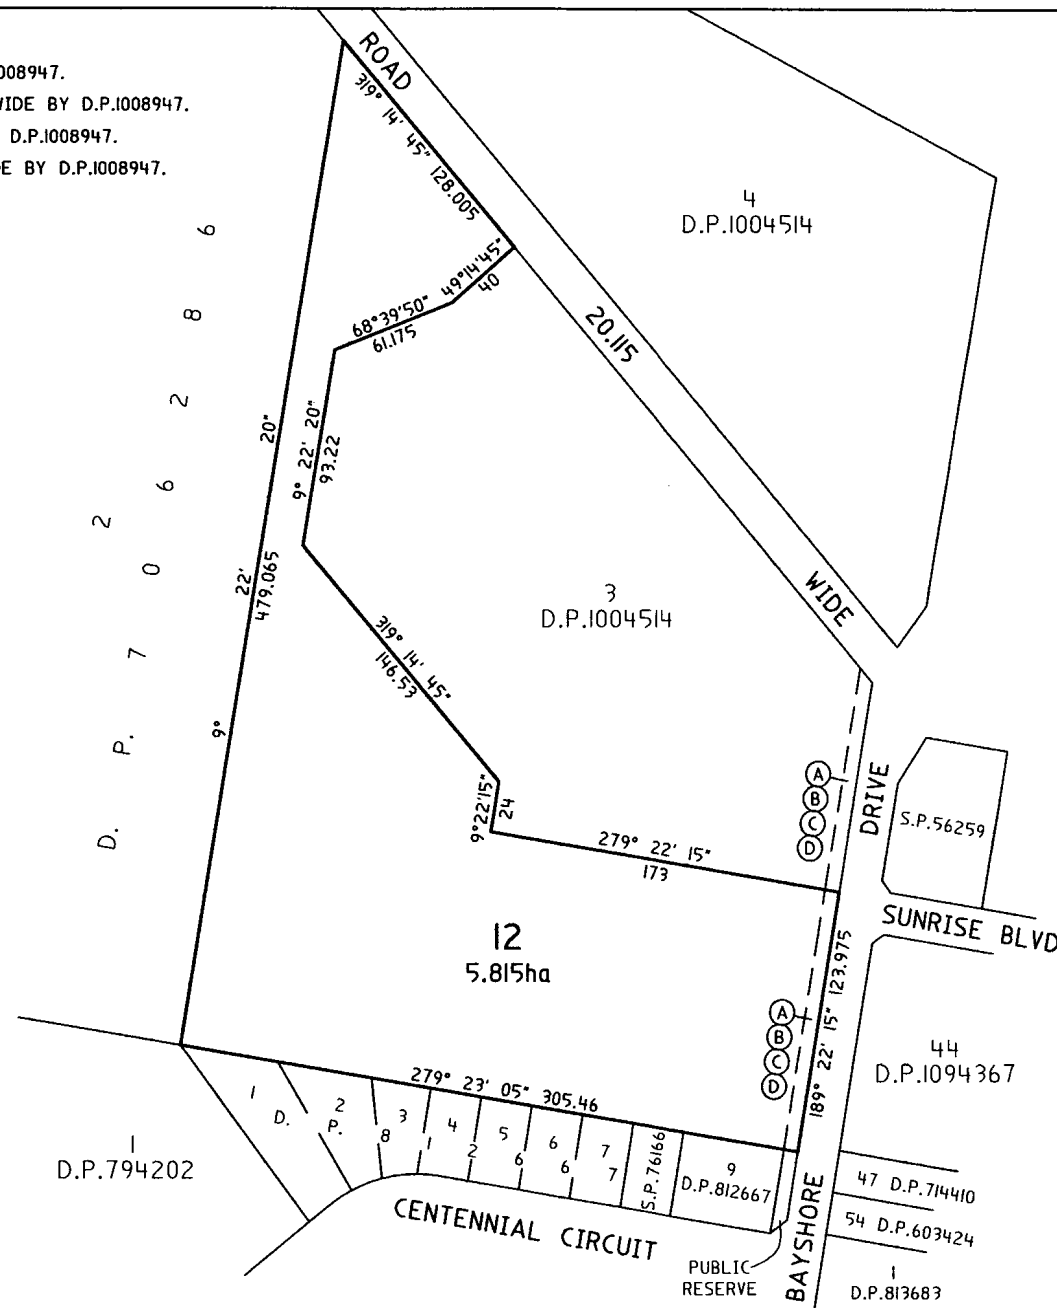 008947.
WIDE BY D.P.1008947.
D.P.1008947.
E BY D.P.1008947.
ROAD
319° 14' 45" 128.005
4
D.P.1004514
49°14'45"
40
68°39'50"
61.175
20.115
WIDE
9° 22' 20"
93.22
9° 22' 20"
479.065
D. P. 7 0 2 6 2 8 6
3
D.P.1004514
319° 14' 45"
146.53
9°22'15"
24
279° 22' 15"
173
A
B
C
D
DRIVE
S.P.56259
SUNRISE BLVD
12
5.815ha
189° 22' 15" 123.975
A
B
C
D
44
D.P.1094367
279° 23' 05" 305.46
1
D.P.794202
1
2
3
4
5
6
7
D. P. 8 1 2 6 6 7
S.P.76166
9
D.P.812667
47 D.P.714410
54 D.P.603424
1
D.P.813683
CENTENNIAL CIRCUIT
PUBLIC
RESERVE
BAYSHORE